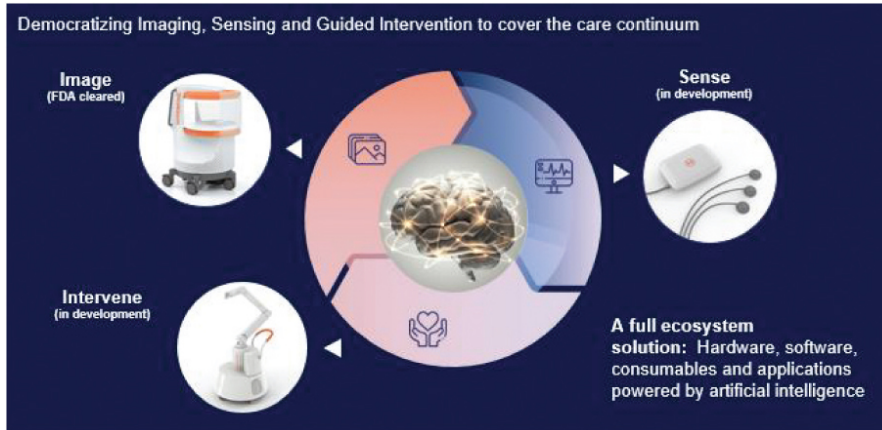 Democratizing Imaging, Sensing and Guided Intervention to cover the care continuum
Image
(FDA cleared)
Sense
(in development)
Intervene
(in development)
A full ecosystem
solution: Hardware, software,
consumables and applications
powered by artificial intelligence